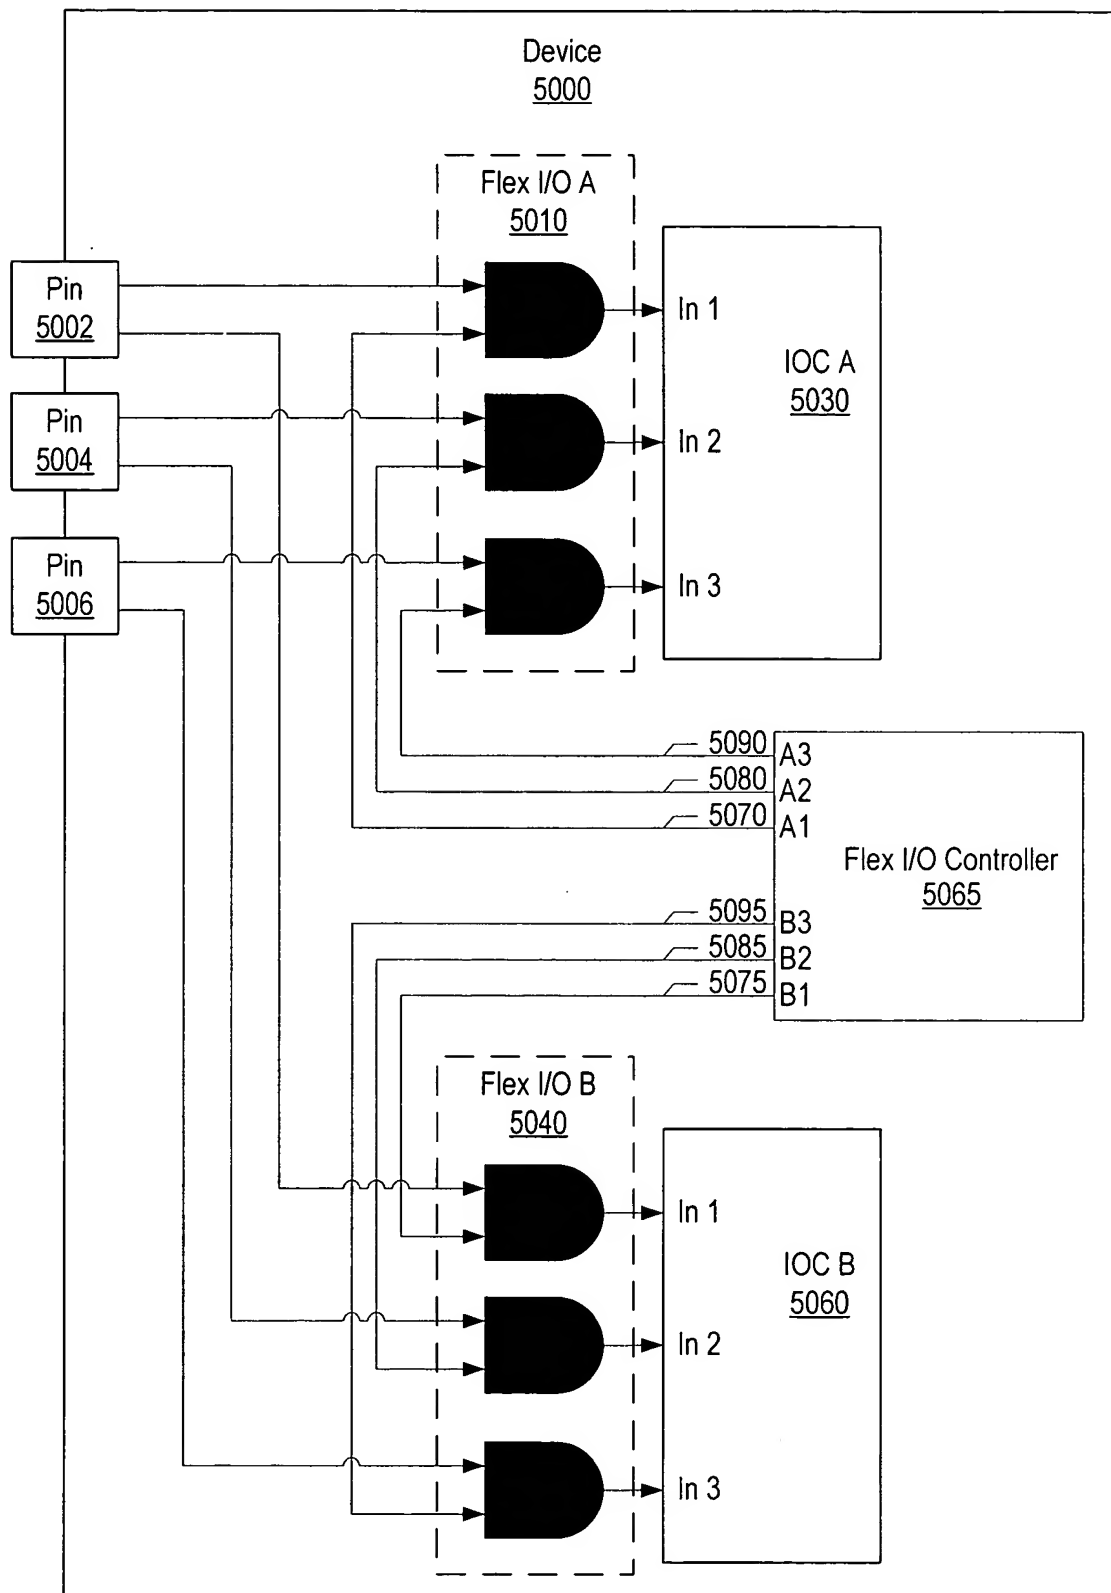 Device
5000
Flex I/O A
5010
Pin
5002
In 1
IOC A
5030
Pin
5004
In 2
Pin
5006
In 3
5090 A3
5080 A2
5070 A1
Flex I/O Controller
5065
5095 B3
5085 B2
5075 B1
Flex I/O B
5040
In 1
IOC B
5060
In 2
In 3